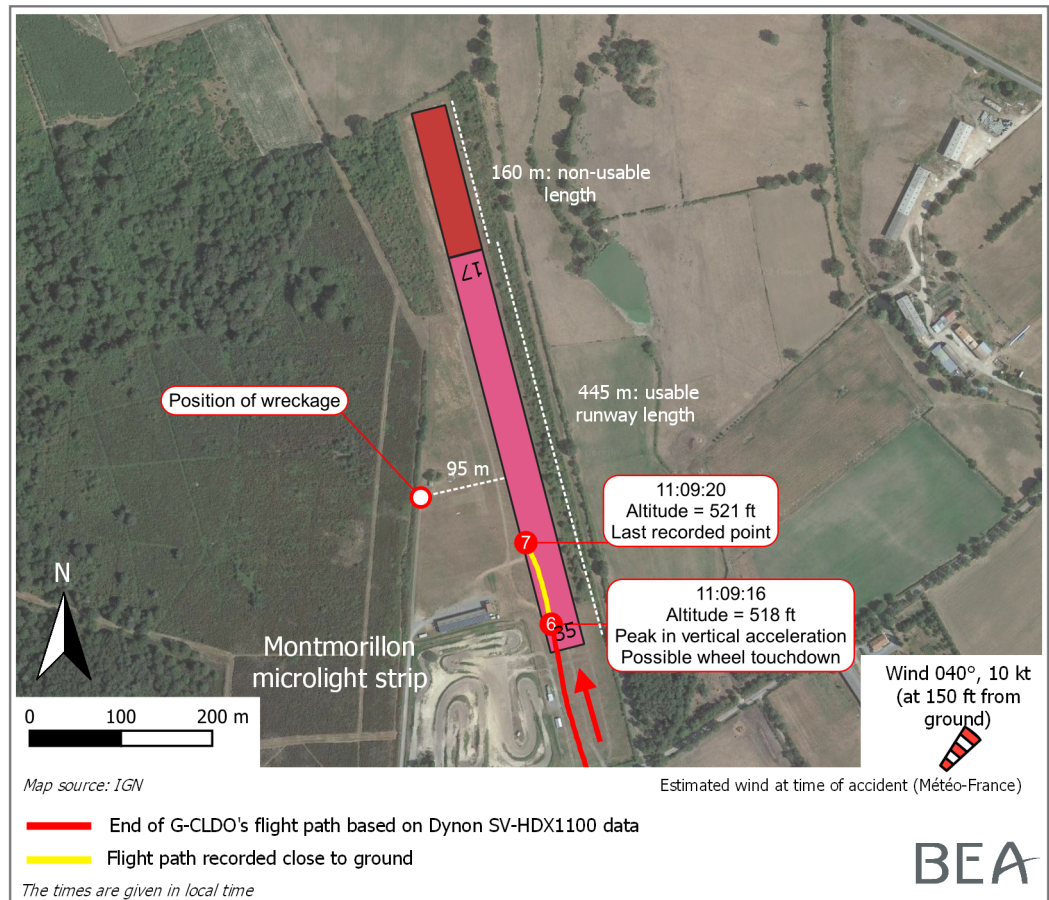 160 m: non-usable
length
17
445 m: usable
runway length
Position of wreckage
95 m
11:09:20
Altitude = 521 ft
Last recorded point
7
11:09:16
Altitude = 518 ft
Peak in vertical acceleration
Possible wheel touchdown
6
35
N
Montmorillon
microlight strip
Wind 040°, 10 kt
(at 150 ft from
ground)
0 100 200 m
Map source: IGN
Estimated wind at time of accident (Météo-France)
End of G-CLDO's flight path based on Dynon SV-HDX1100 data
Flight path recorded close to ground
The times are given in local time
BEA